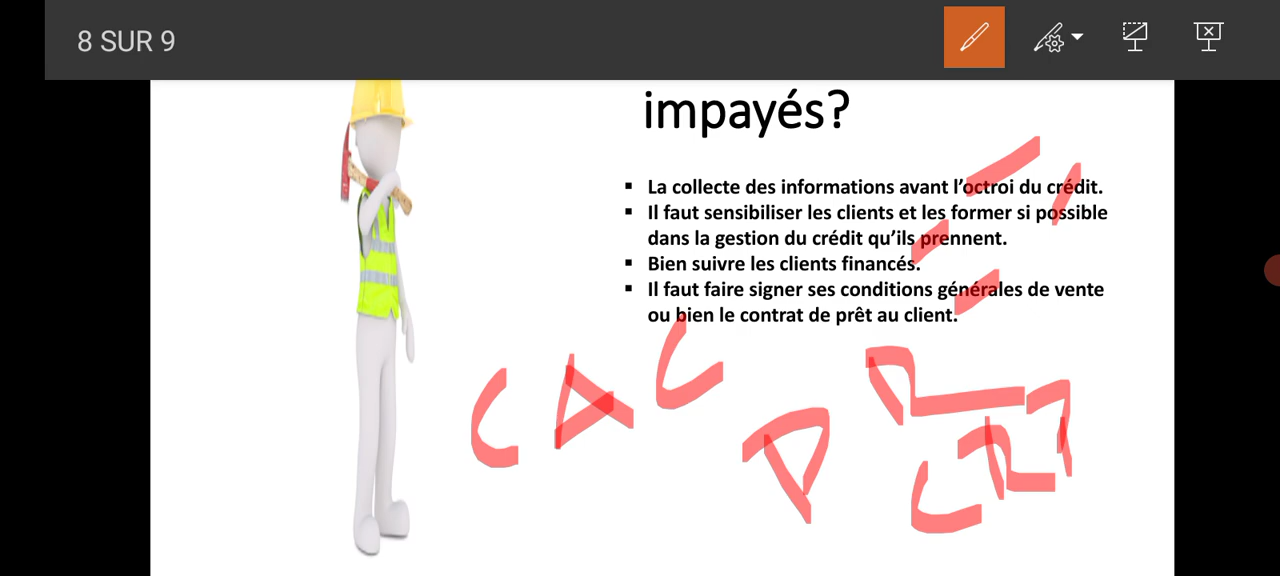 8 SUR 9
impayés?
▪ La collecte des informations avant l’octroi du crédit.
▪ Il faut sensibiliser les clients et les former si possible
dans la gestion du crédit qu’ils prennent.
▪ Bien suivre les clients financés.
▪ Il faut faire signer ses conditions générales de vente
ou bien le contrat de prêt au client.
C A C